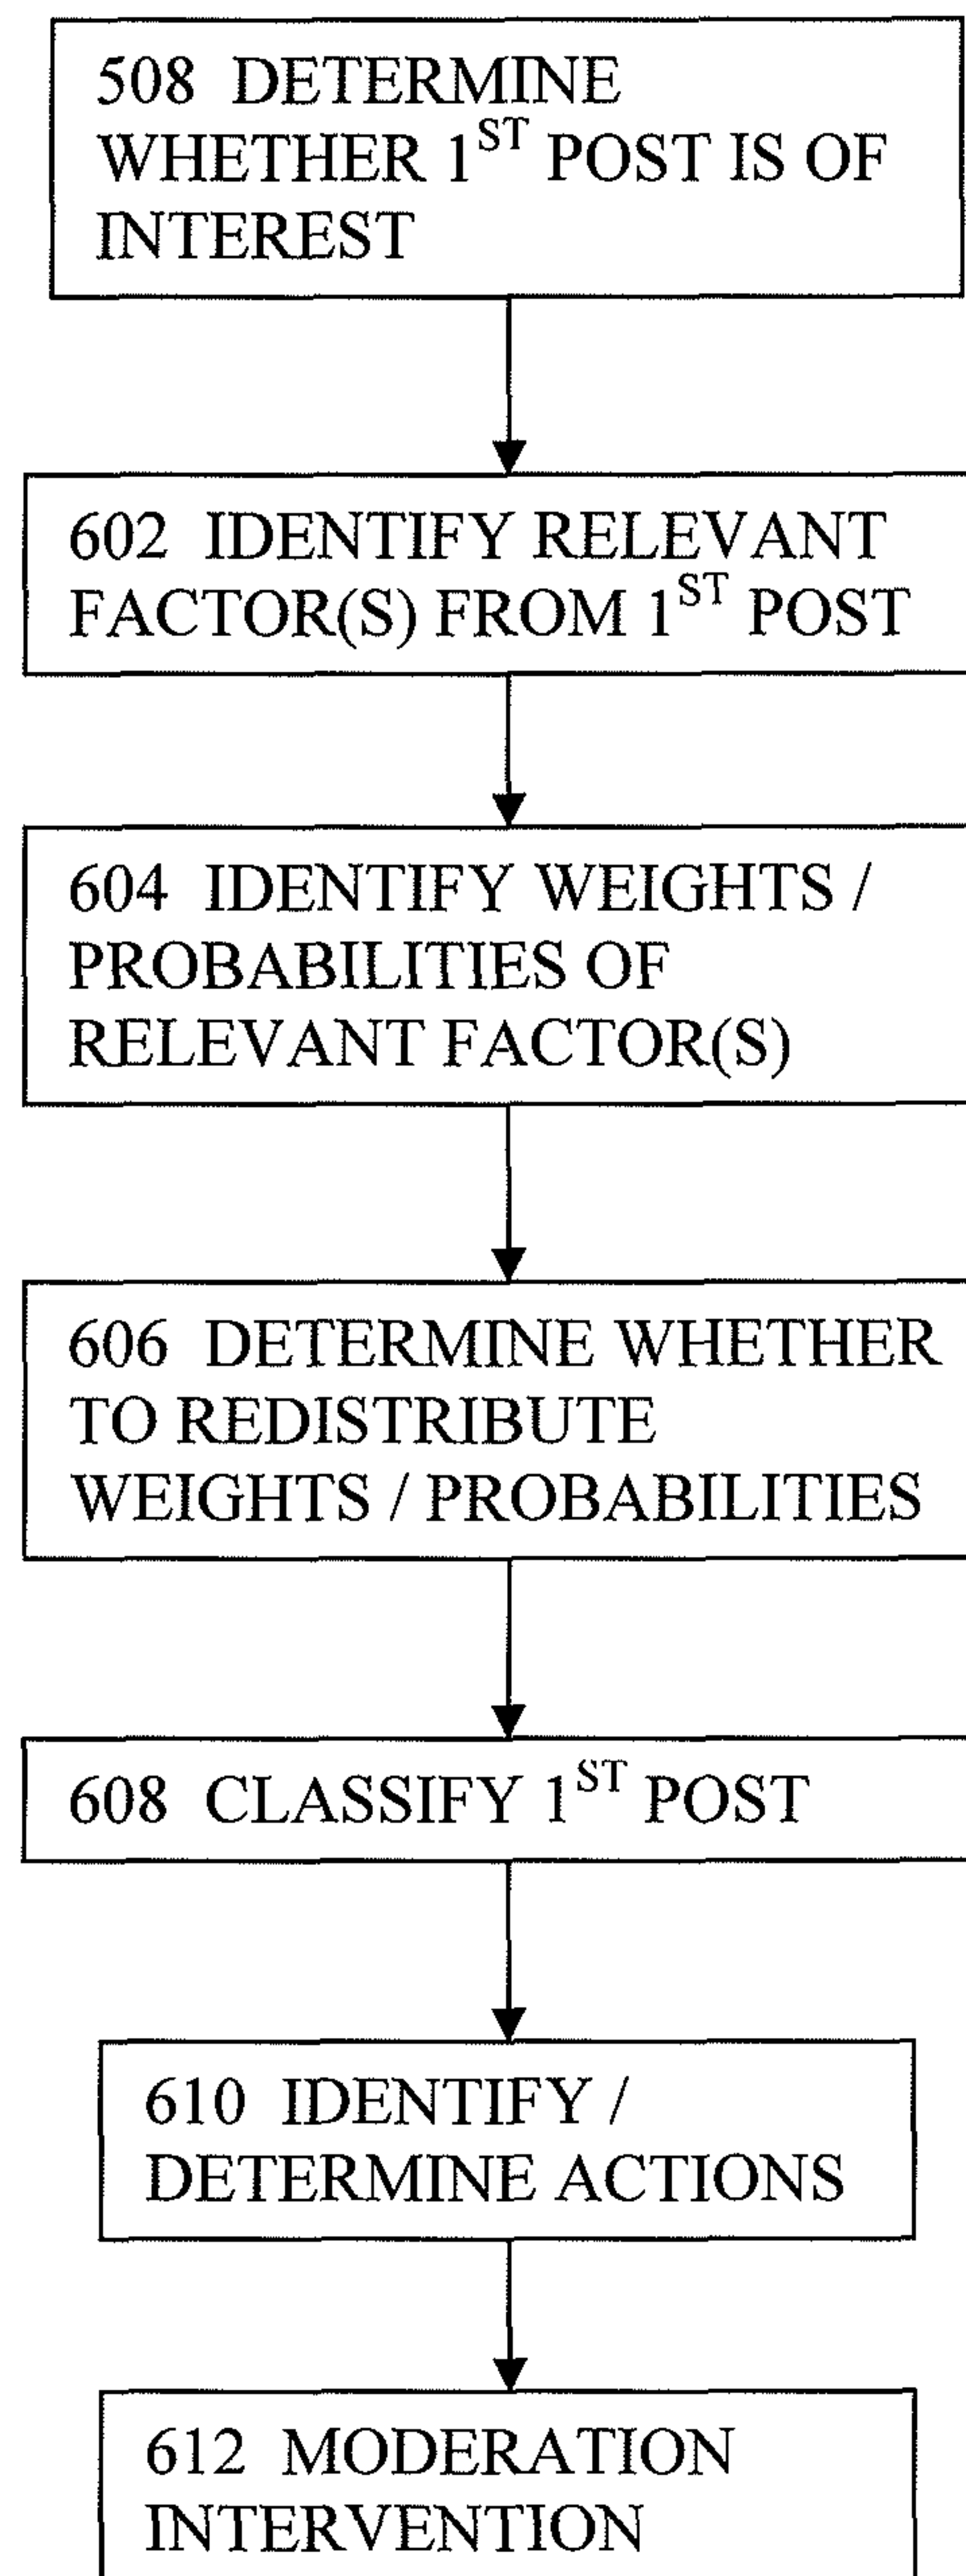 508 DETERMINE
WHETHER 1ST POST IS OF
INTEREST
602 IDENTIFY RELEVANT
FACTOR(S) FROM 1ST POST
604 IDENTIFY WEIGHTS /
PROBABILITIES OF
RELEVANT FACTOR(S)
606 DETERMINE WHETHER
TO REDISTRIBUTE
WEIGHTS / PROBABILITIES
608 CLASSIFY 1ST POST
610 IDENTIFY /
DETERMINE ACTIONS
612 MODERATION
INTERVENTION